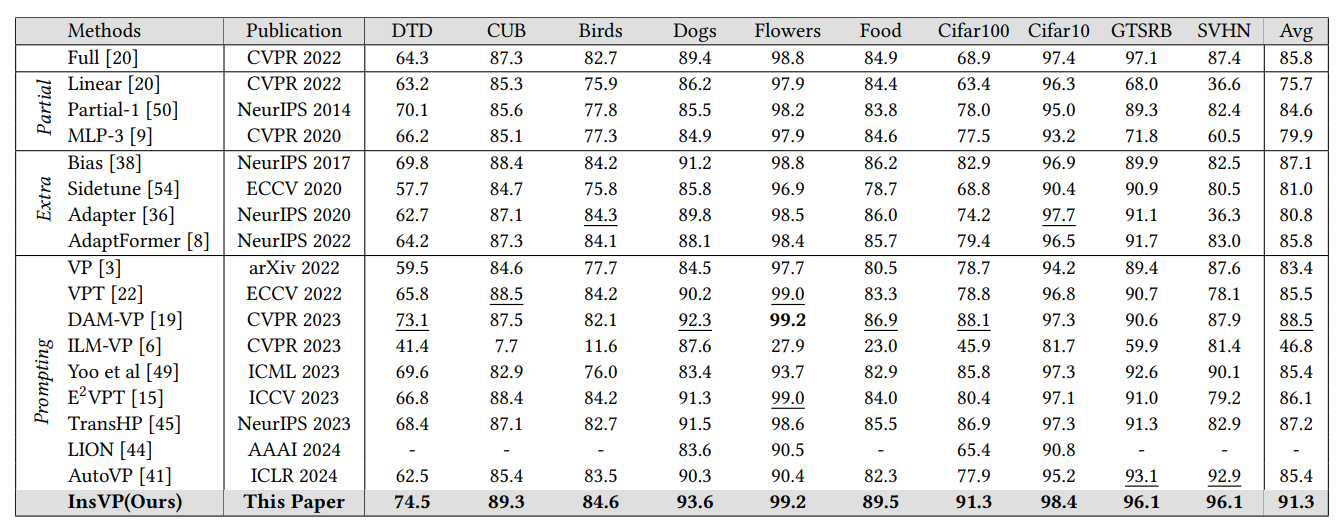 Methods Publication DTD CUB Birds Dogs Flowers Food Cifar100 Cifar10 GTSRB SVHN Avg
Full [20] CVPR 2022 64.3 87.3 82.7 89.4 98.8 84.9 68.9 97.4 97.1 87.4 85.8
Partial
Linear [20] CVPR 2022 63.2 85.3 75.9 86.2 97.9 84.4 63.4 96.3 68.0 36.6 75.7
Partial-1 [50] NeurIPS 2014 70.1 85.6 77.8 85.5 98.2 83.8 78.0 95.0 89.3 82.4 84.6
MLP-3 [9] CVPR 2020 66.2 85.1 77.3 84.9 97.9 84.6 77.5 93.2 71.8 60.5 79.9
Extra
Bias [38] NeurIPS 2017 69.8 88.4 84.2 91.2 98.8 86.2 82.9 96.9 89.9 82.5 87.1
Sidetune [54] ECCV 2020 57.7 84.7 75.8 85.8 96.9 78.7 68.8 90.4 90.9 80.5 81.0
Adapter [36] NeurIPS 2020 62.7 87.1 84.3 89.8 98.5 86.0 74.2 97.7 91.1 36.3 80.8
AdaptFormer [8] NeurIPS 2022 64.2 87.3 84.1 88.1 98.4 85.7 79.4 96.5 91.7 83.0 85.8
Prompting
VP [3] arXiv 2022 59.5 84.6 77.7 84.5 97.7 80.5 78.7 94.2 89.4 87.6 83.4
VPT [22] ECCV 2022 65.8 88.5 84.2 90.2 99.0 83.3 78.8 96.8 90.7 78.1 85.5
DAM-VP [19] CVPR 2023 73.1 87.5 82.1 92.3 99.2 86.9 88.1 97.3 90.6 87.9 88.5
ILM-VP [6] CVPR 2023 41.4 7.7 11.6 87.6 27.9 23.0 45.9 81.7 59.9 81.4 46.8
Yoo et al [49] ICML 2023 69.6 82.9 76.0 83.4 93.7 82.9 85.8 97.3 92.6 90.1 85.4
E²VPT [15] ICCV 2023 66.8 88.4 84.2 91.3 99.0 84.0 80.4 97.1 91.0 79.2 86.1
TransHP [45] NeurIPS 2023 68.4 87.1 82.7 91.5 98.6 85.5 86.9 97.3 91.3 82.9 87.2
LION [44] AAAI 2024 - - - 83.6 90.5 - 65.4 90.8 - - -
AutoVP [41] ICLR 2024 62.5 85.4 83.5 90.3 90.4 82.3 77.9 95.2 93.1 92.9 85.4
InsVP(Ours) This Paper 74.5 89.3 84.6 93.6 99.2 89.5 91.3 98.4 96.1 96.1 91.3